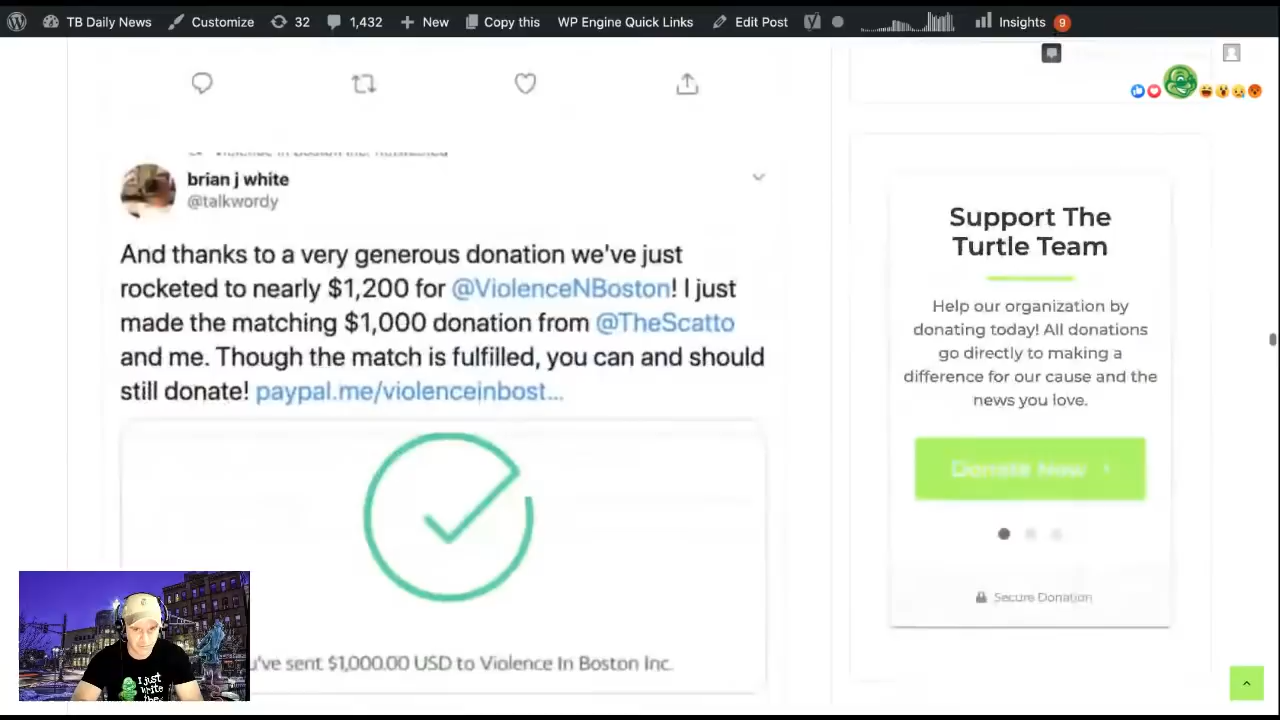 TB Daily News
Customize
32
1,432
New
Copy this
WP Engine Quick Links
Edit Post
Insights 9
brian j white
@talkwordy
And thanks to a very generous donation we've just
rocketed to nearly $1,200 for @ViolenceNBoston! I just
made the matching $1,000 donation from @TheScatto
and me. Though the match is fulfilled, you can and should
still donate! paypal.me/violenceinbost...
've sent $1,000.00 USD to Violence In Boston Inc.
Support The
Turtle Team
Help our organization by
donating today! All donations
go directly to making a
difference for our cause and the
news you love.
Donate Now
Secure Donation
I just
write
the